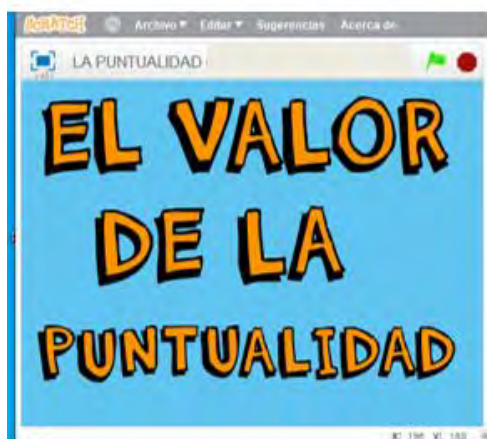 SCRATCH Archivo Editar Sugerencias Acerca de
LA PUNTUALIDAD
EL VALOR
DE LA
PUNTUALIDAD